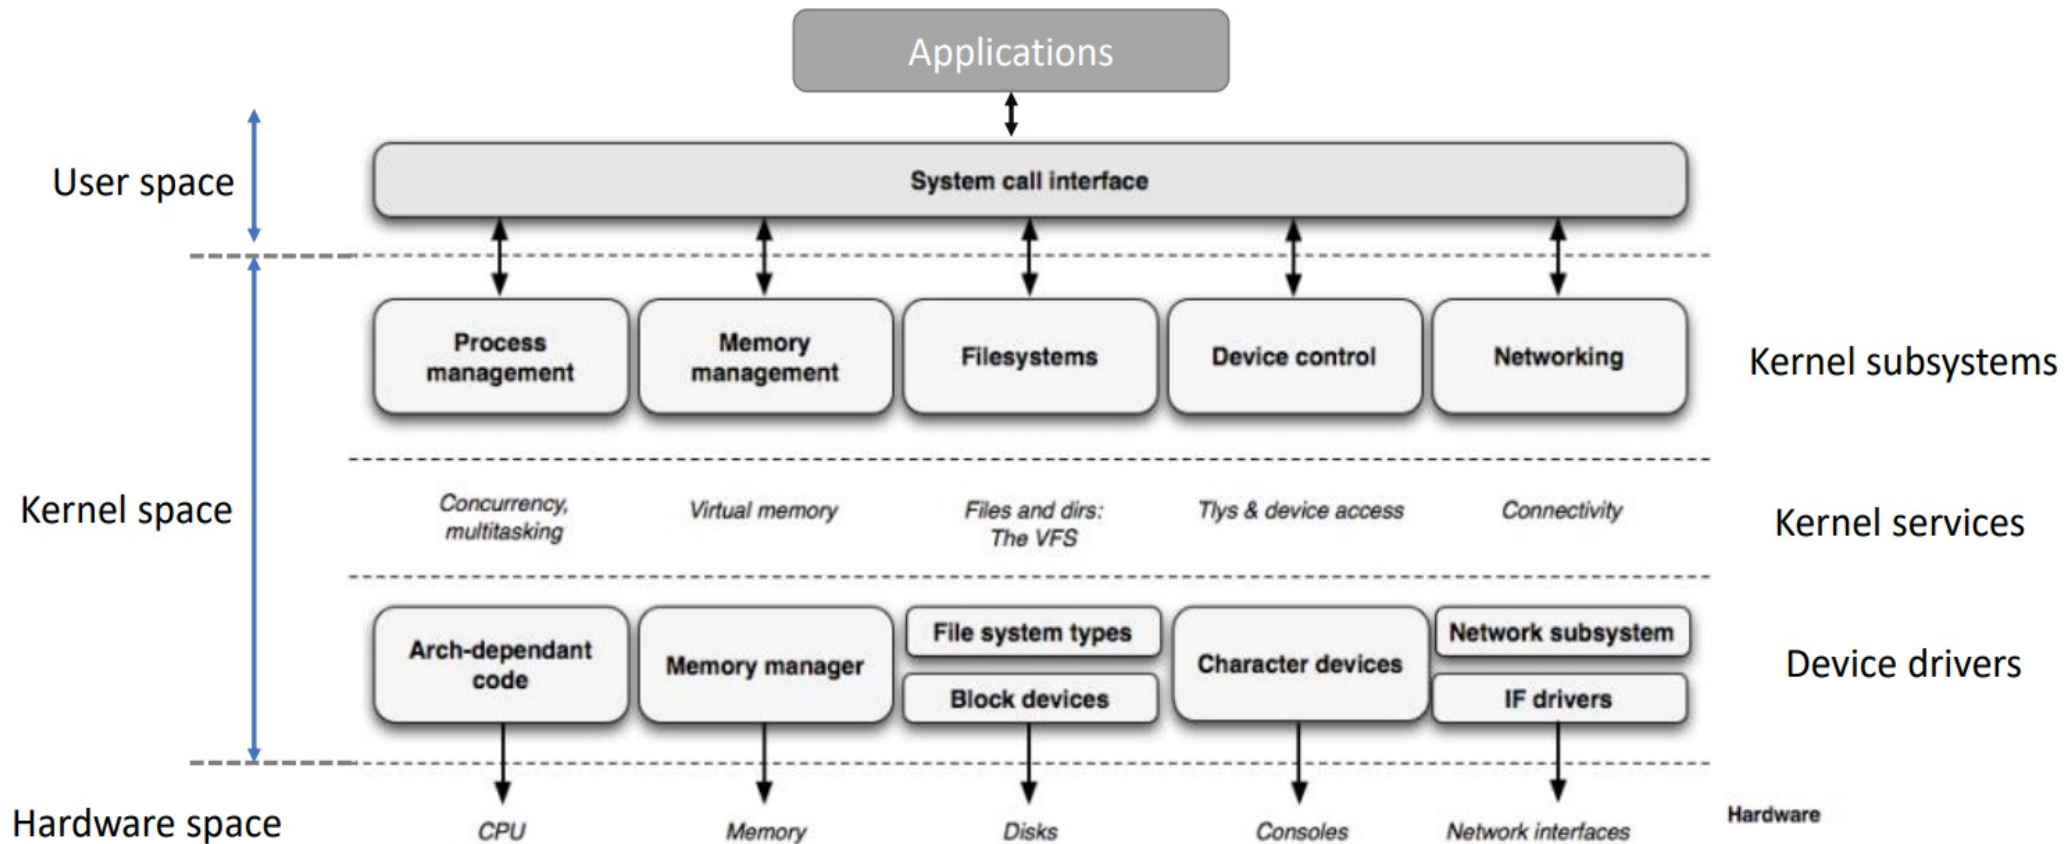 Applications
User space
System call interface
Process
management
Memory
management
Filesystems
Device control
Networking
Kernel subsystems
Kernel space
Concurrency,
multitasking
Virtual memory
Files and dirs:
The VFS
Tlys & device access
Connectivity
Kernel services
Arch-dependant
code
Memory manager
File system types
Block devices
Character devices
Network subsystem
IF drivers
Device drivers
Hardware space
CPU
Memory
Disks
Consoles
Network interfaces
Hardware